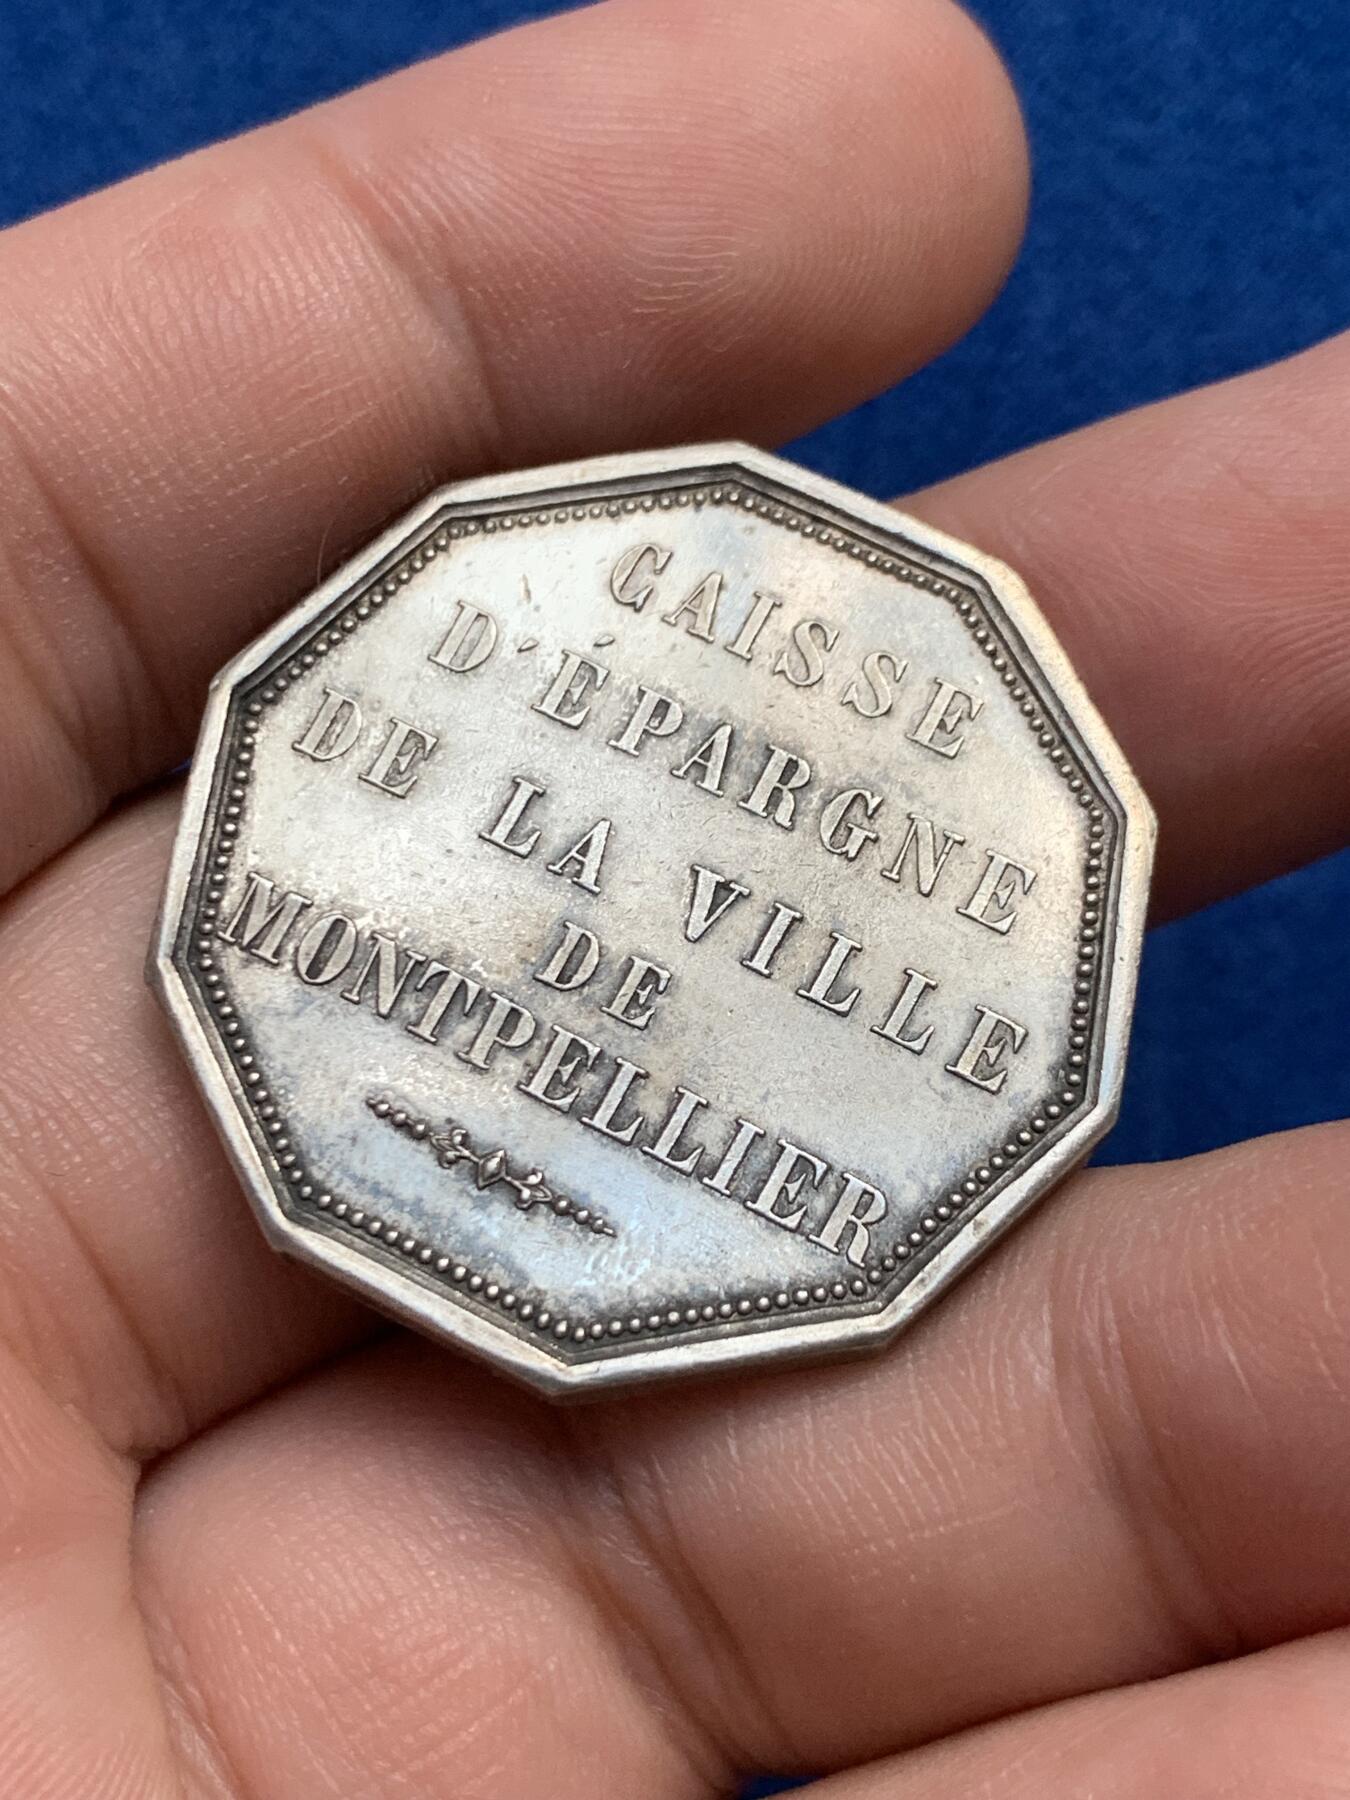 CAISSE
D'ÉPARGNE
DE LA VILLE
DE
MONTPELLIER